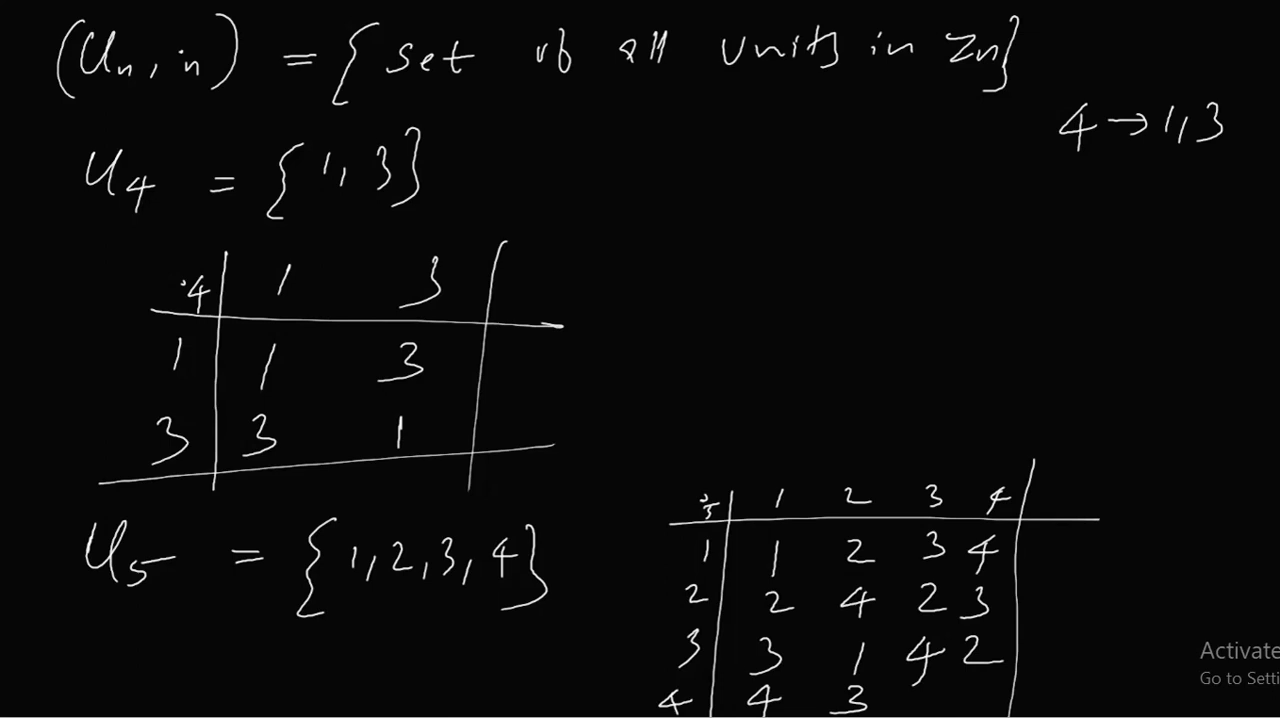 (Un, ·n) = {set of all units in Zn}
4 → 1,3
U4 = {1, 3}
·4 1 3
1 1 3
3 3 1
U5 = {1,2,3,4}
·5 1 2 3 4
1 1 2 3 4
2 2 4 2 3
3 3 1 4 2
4 4 3
Activate
Go to Setti